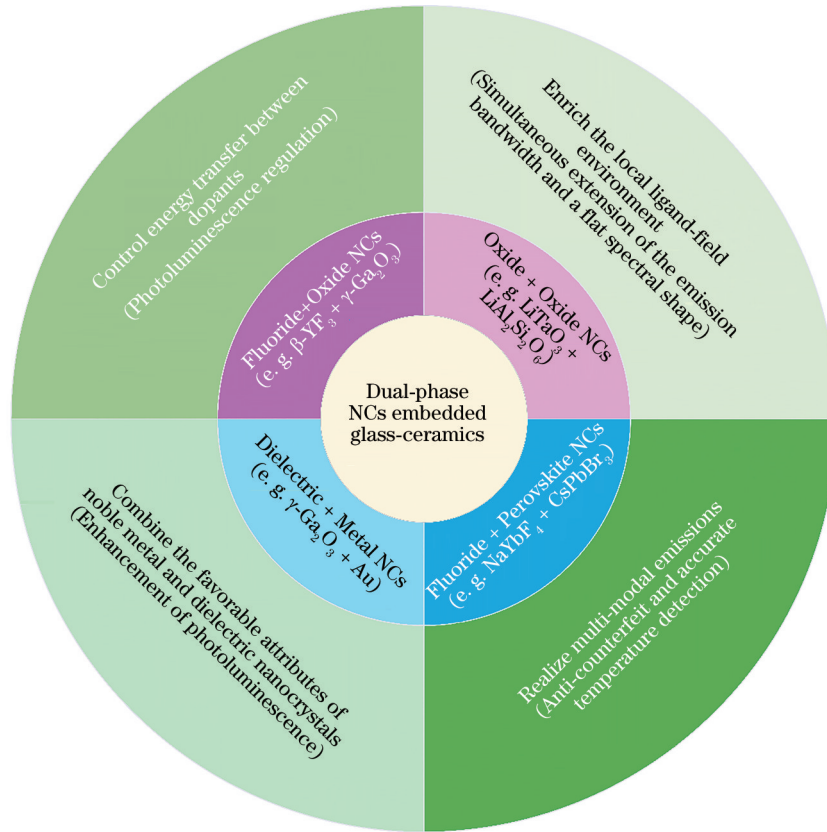 Control energy transfer between
dopants
(Photoluminescence regulation)
Enrich the local ligand-field
environment
(Simultaneous extension of the emission
bandwidth and a flat spectral shape)
Fluoride+Oxide NCs
(e. g. β-YF₃ + γ-Ga₂O₃)
Oxide + Oxide NCs
(e. g. LiTaO₃ +
LiAl₂Si₂O₆)
Dual-phase
NCs embedded
glass-ceramics
Dielectric + Metal NCs
(e. g. γ-Ga₂O₃ + Au)
Fluoride + Perovskite NCs
(e. g. NaYbF₄ + CsPbBr₃)
Combine the favorable attributes of
noble metal and dielectric nanocrystals
(Enhancement of photoluminescence)
Realize multi-modal emissions
(Anti-counterfeit and accurate
temperature detection)